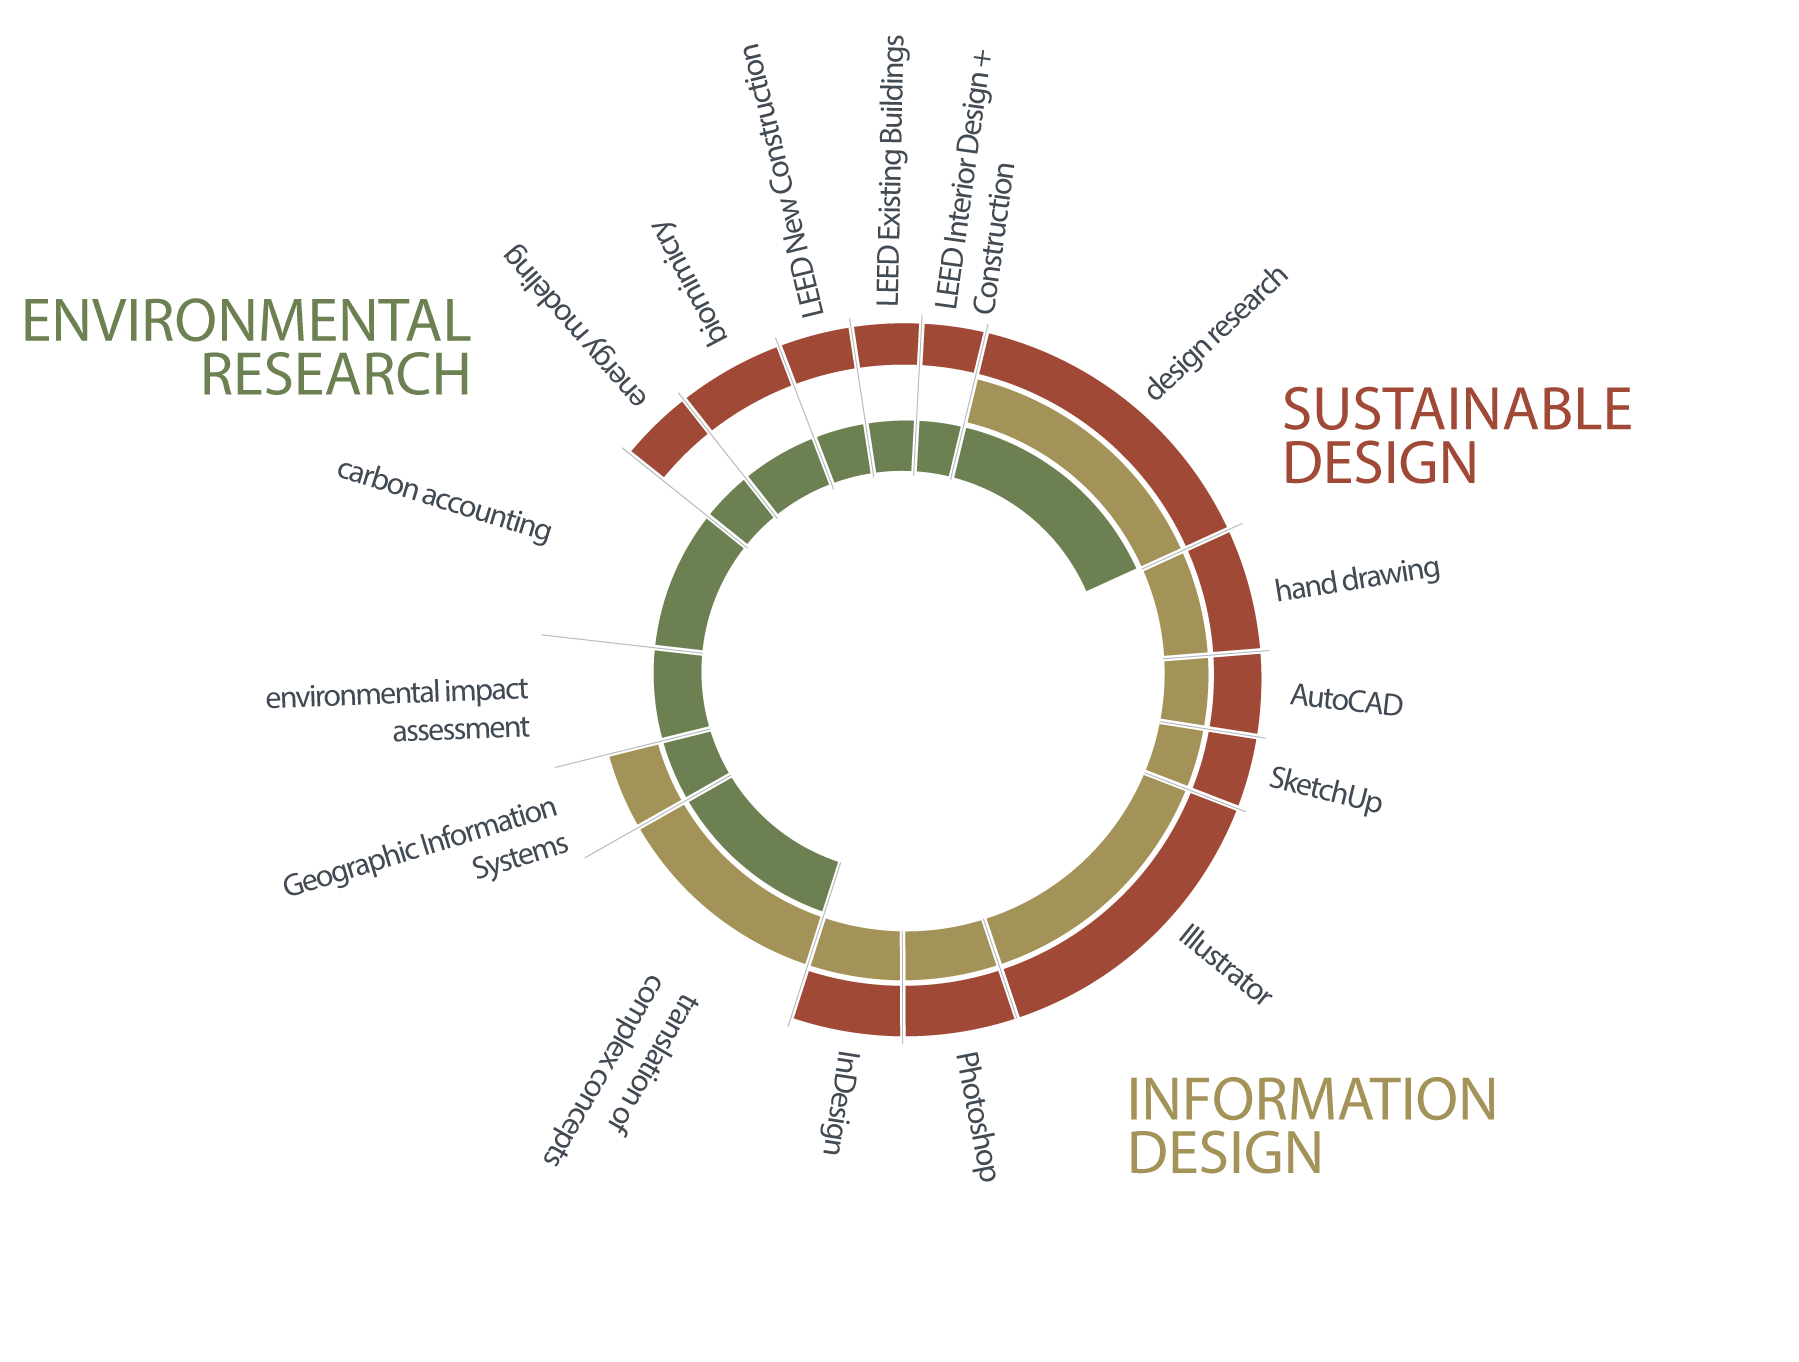 ENVIRONMENTAL
RESEARCH
SUSTAINABLE
DESIGN
INFORMATION
DESIGN
carbon accounting
energy modeling
biomimicry
LEED New Construction
LEED Existing Buildings
LEED Interior Design +
Construction
design research
hand drawing
AutoCAD
SketchUp
Illustrator
Photoshop
InDesign
translation of
complex concepts
Geographic Information
Systems
environmental impact
assessment